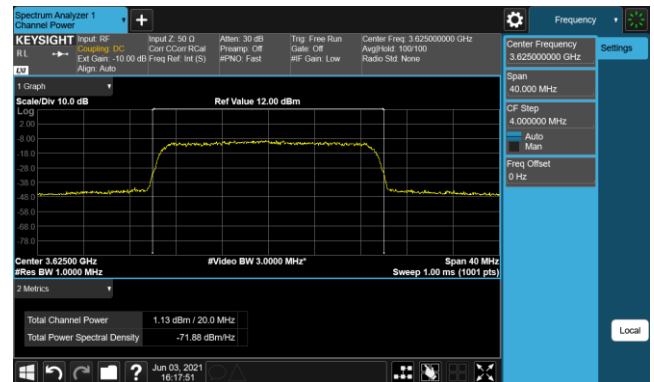 Spectrum Analyzer 1
Channel Power
+
Frequency
KEYSIGHT
RL
LXI
Input: RF
Coupling: DC
Ext Gain: -10.00 dB
Align: Auto
Input Z: 50 Ω
Corr CCorr RCal
Freq Ref: Int (S)
Atten: 30 dB
Preamp: Off
#PNO: Fast
Trig: Free Run
Gate: Off
#IF Gain: Low
Center Freq: 3.625000000 GHz
Avg|Hold: 100/100
Radio Std: None
Center Frequency
3.625000000 GHz
Settings
Span
40.000 MHz
CF Step
4.000000 MHz
Auto
Man
Freq Offset
0 Hz
1 Graph
Scale/Div 10.0 dB
Ref Value 12.00 dBm
Log
2.00
-8.00
-18.0
-28.0
-38.0
-48.0
-58.0
-68.0
-78.0
Center 3.62500 GHz
#Video BW 3.0000 MHz*
Span 40 MHz
#Res BW 1.0000 MHz
Sweep 1.00 ms (1001 pts)
2 Metrics
Total Channel Power 1.13 dBm / 20.0 MHz
Total Power Spectral Density -71.88 dBm/Hz
Local
?
Jun 03, 2021
16:17:51